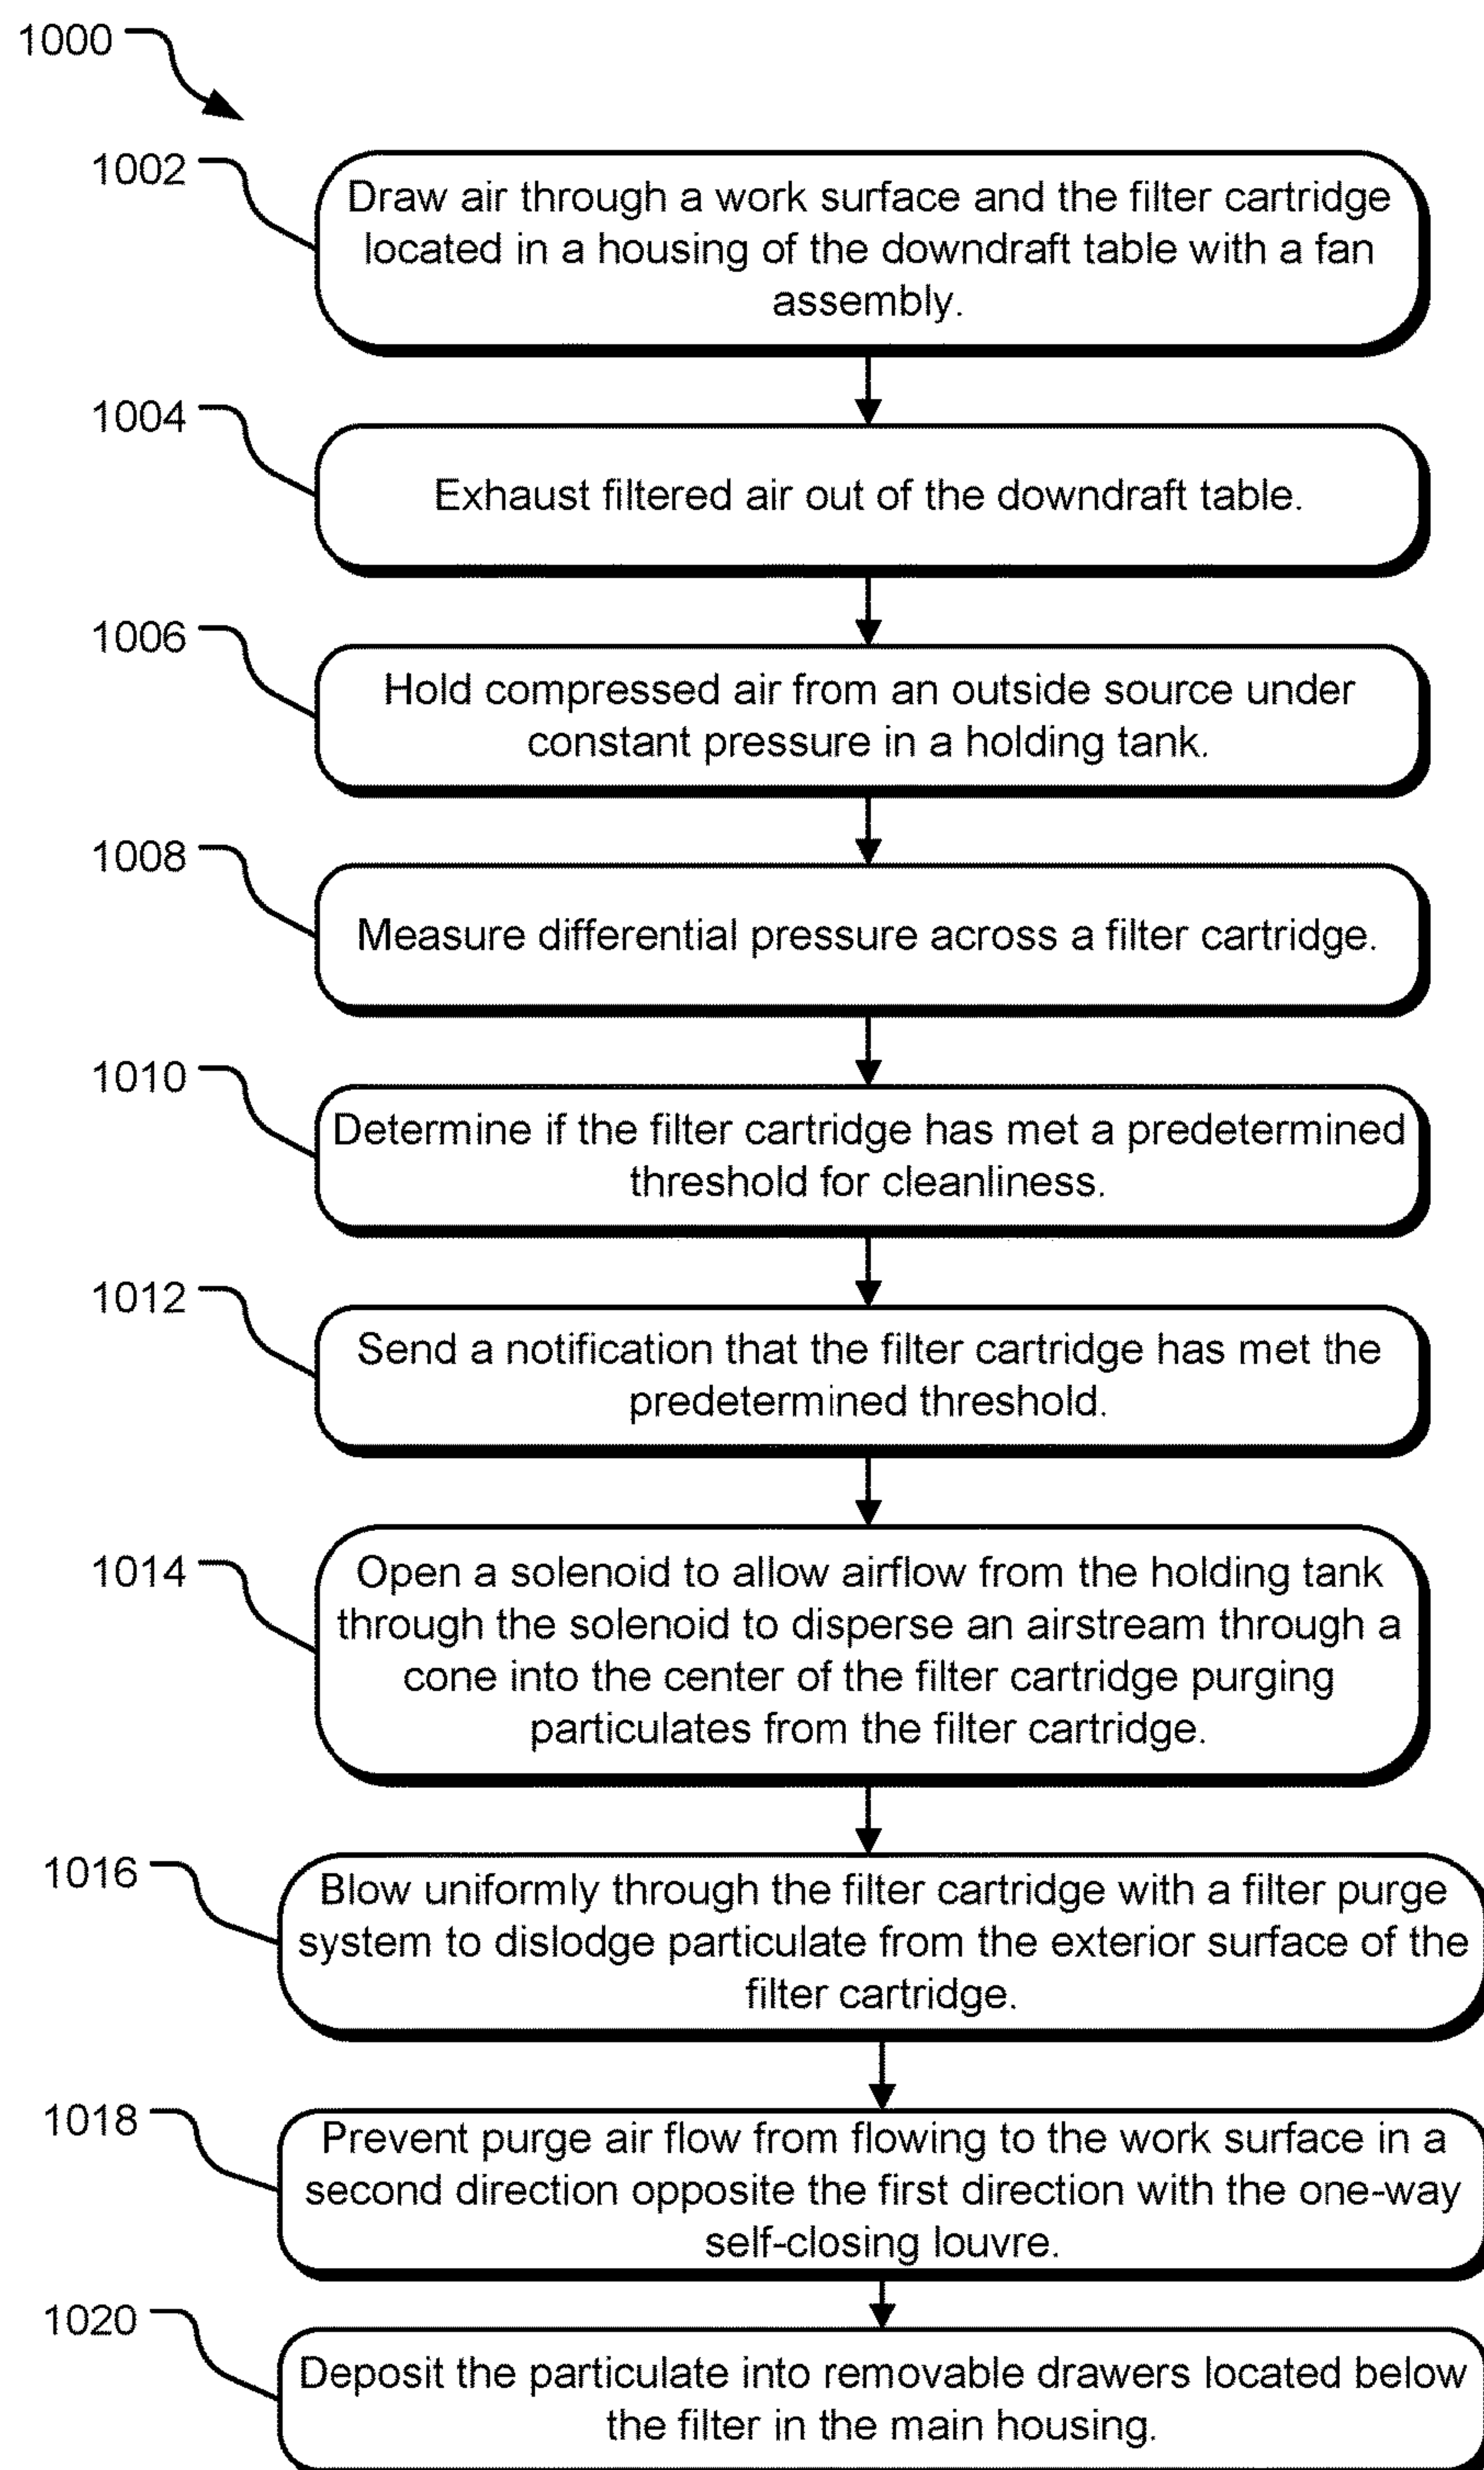 1000
1002
Draw air through a work surface and the filter cartridge
located in a housing of the downdraft table with a fan
assembly.
1004
Exhaust filtered air out of the downdraft table.
1006
Hold compressed air from an outside source under
constant pressure in a holding tank.
1008
Measure differential pressure across a filter cartridge.
1010
Determine if the filter cartridge has met a predetermined
threshold for cleanliness.
1012
Send a notification that the filter cartridge has met the
predetermined threshold.
1014
Open a solenoid to allow airflow from the holding tank
through the solenoid to disperse an airstream through a
cone into the center of the filter cartridge purging
particulates from the filter cartridge.
1016
Blow uniformly through the filter cartridge with a filter purge
system to dislodge particulate from the exterior surface of the
filter cartridge.
1018
Prevent purge air flow from flowing to the work surface in a
second direction opposite the first direction with the one-way
self-closing louvre.
1020
Deposit the particulate into removable drawers located below
the filter in the main housing.